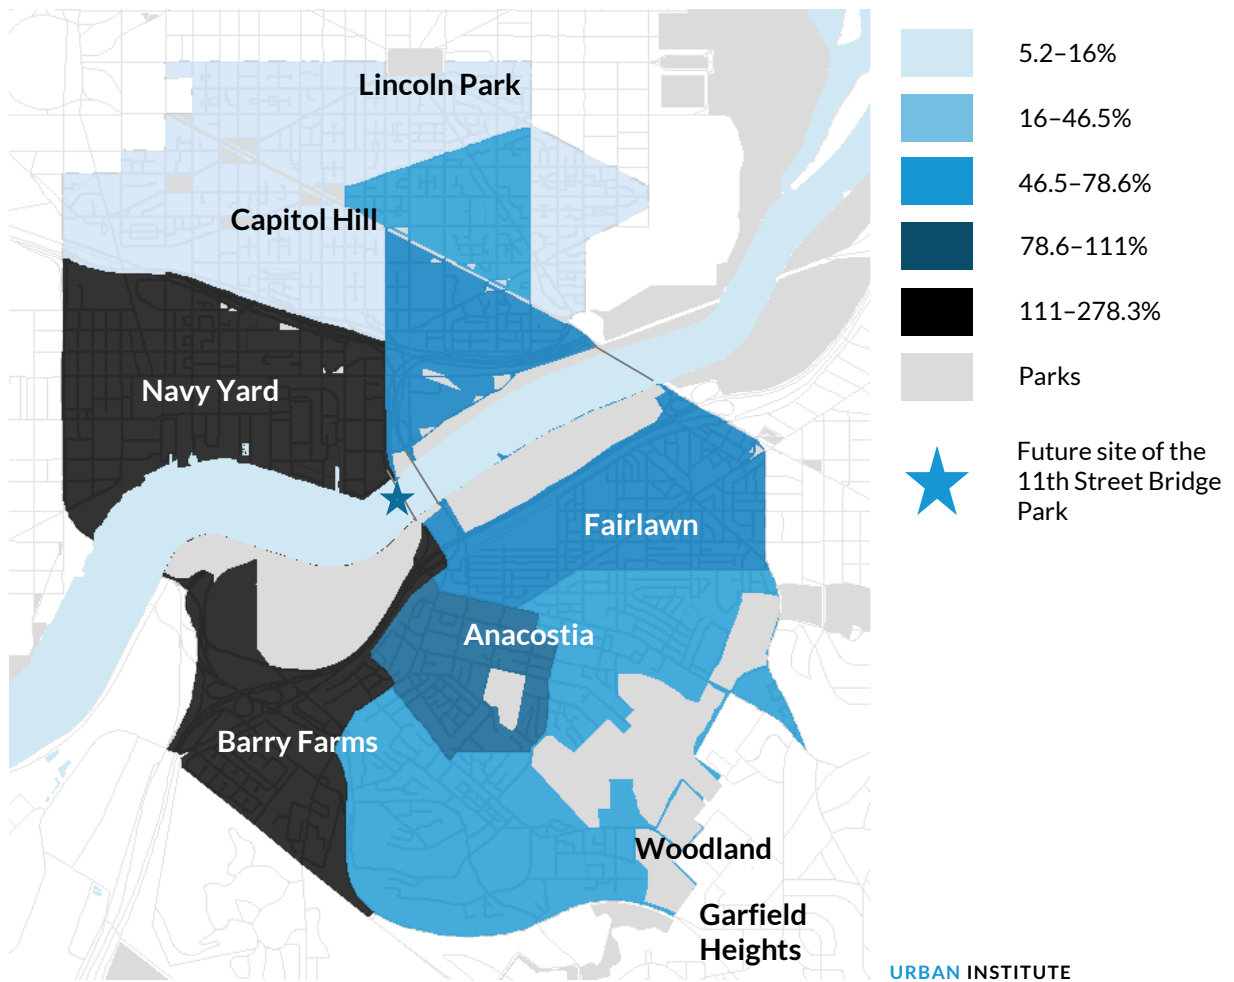 Lincoln Park
Capitol Hill
Navy Yard
Fairlawn
Anacostia
Barry Farms
Woodland
Garfield
Heights
5.2–16%
16–46.5%
46.5–78.6%
78.6–111%
111–278.3%
Parks
Future site of the
11th Street Bridge
Park
URBAN INSTITUTE